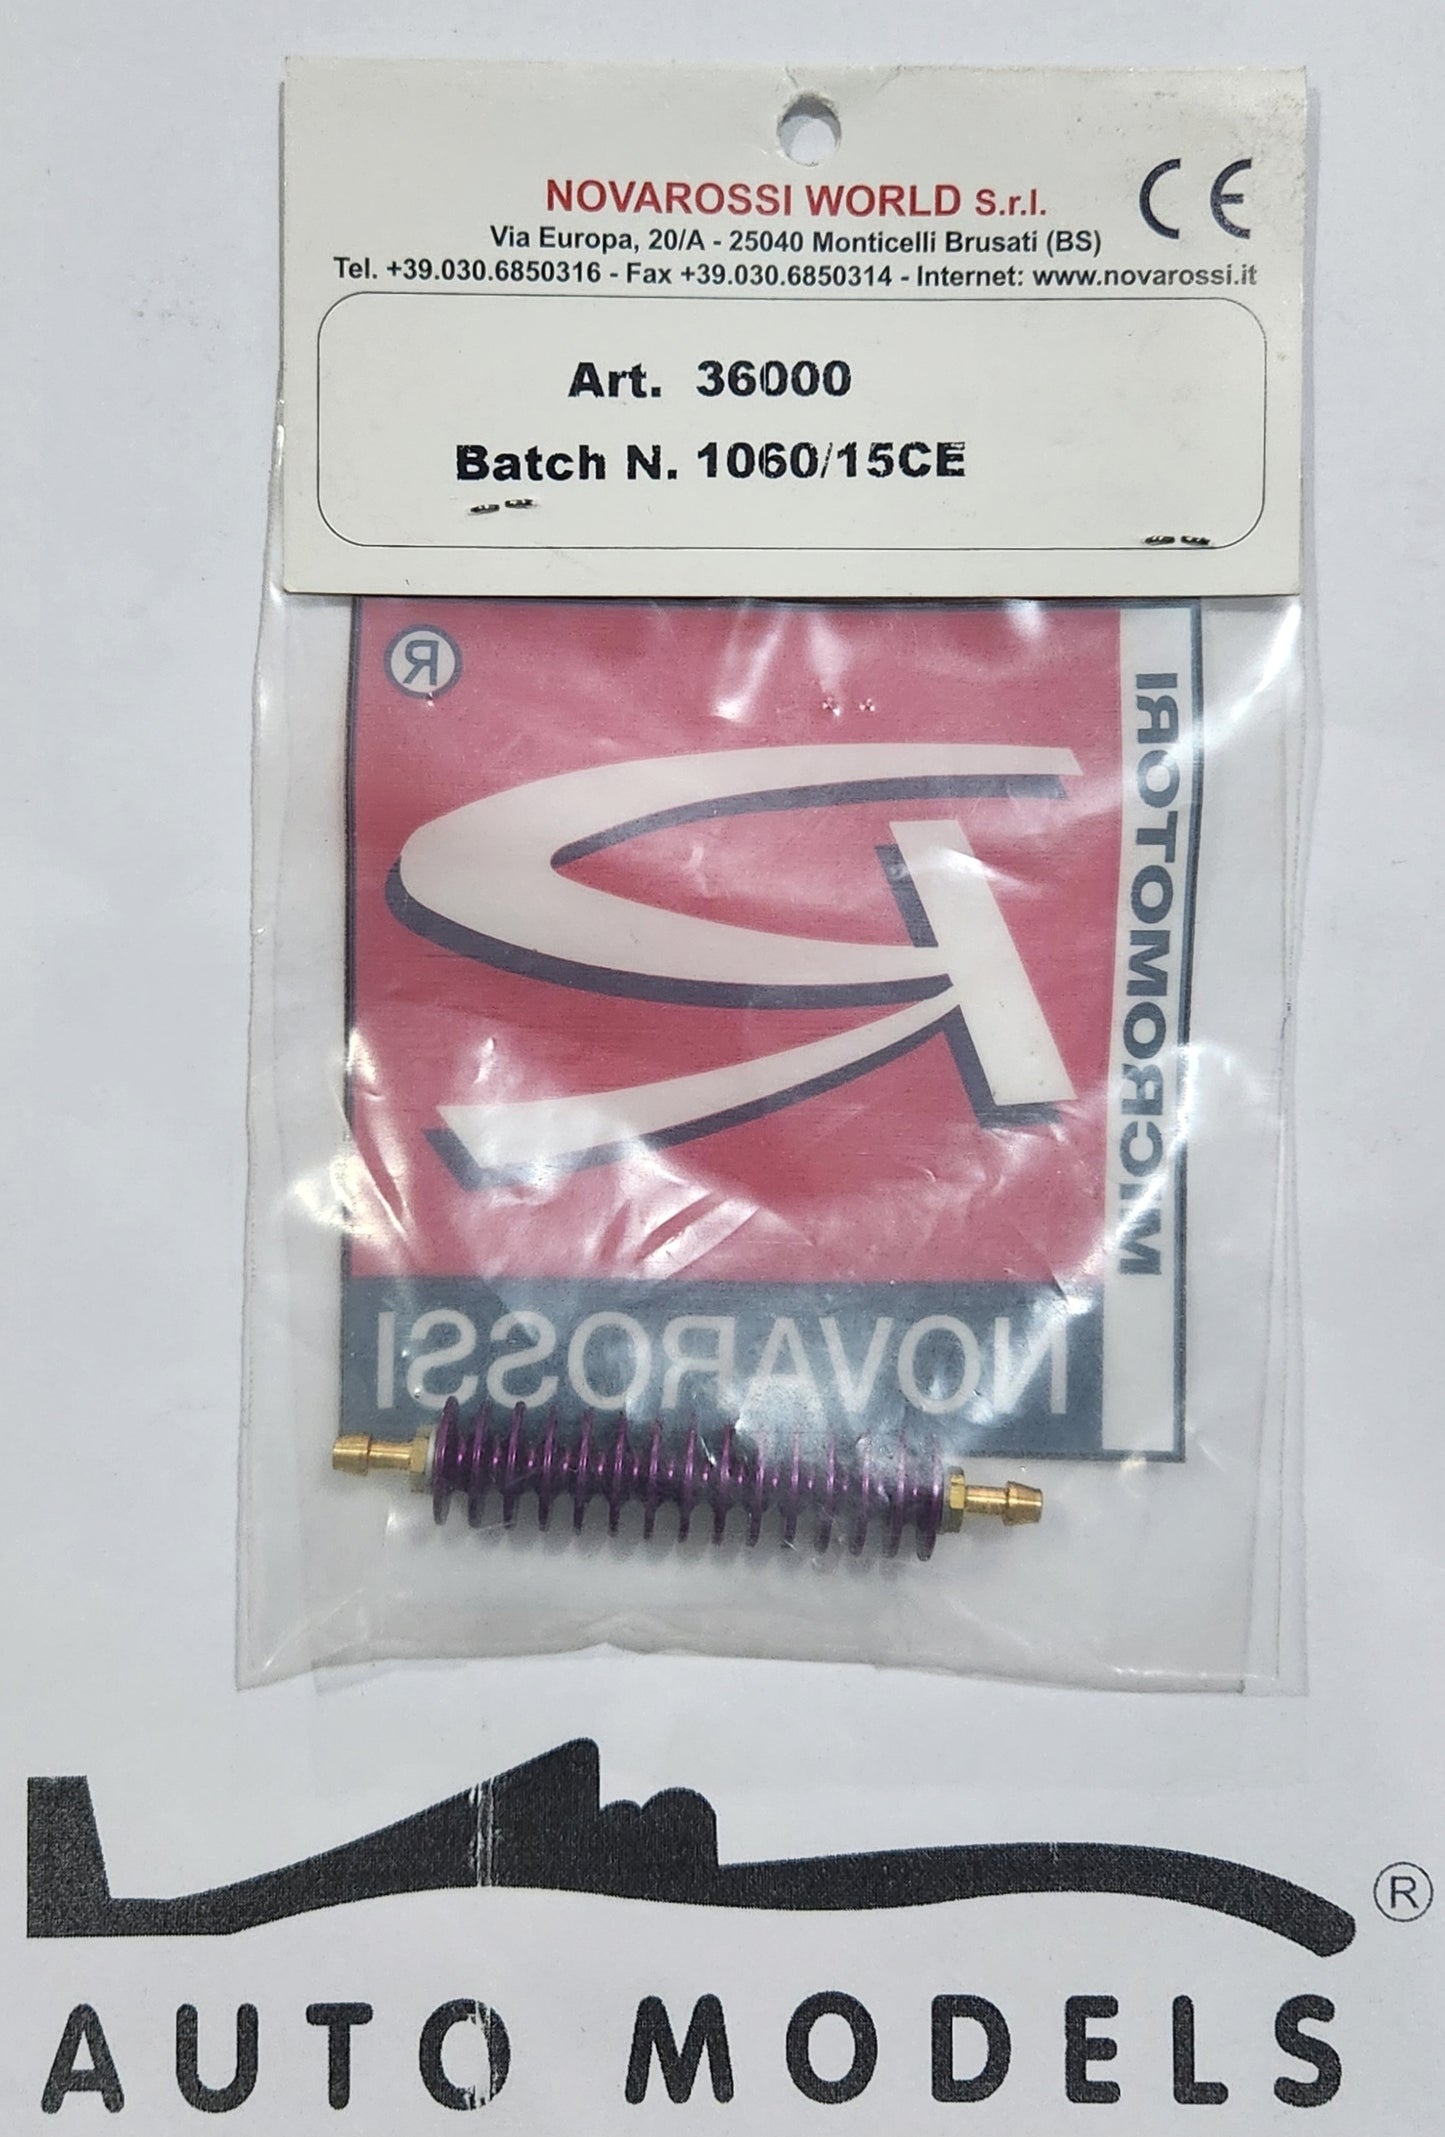 NOVAROSSI WORLD S.r.l.
CE
Via Europa, 20/A - 25040 Monticelli Brusati (BS)
Tel. +39.030.6850316 - Fax +39.030.6850314 - Internet: www.novarossi.it
Art. 36000
Batch N. 1060/15CE
®
MICROMOTORI
NOVAROSSI
®
AUTO MODELS